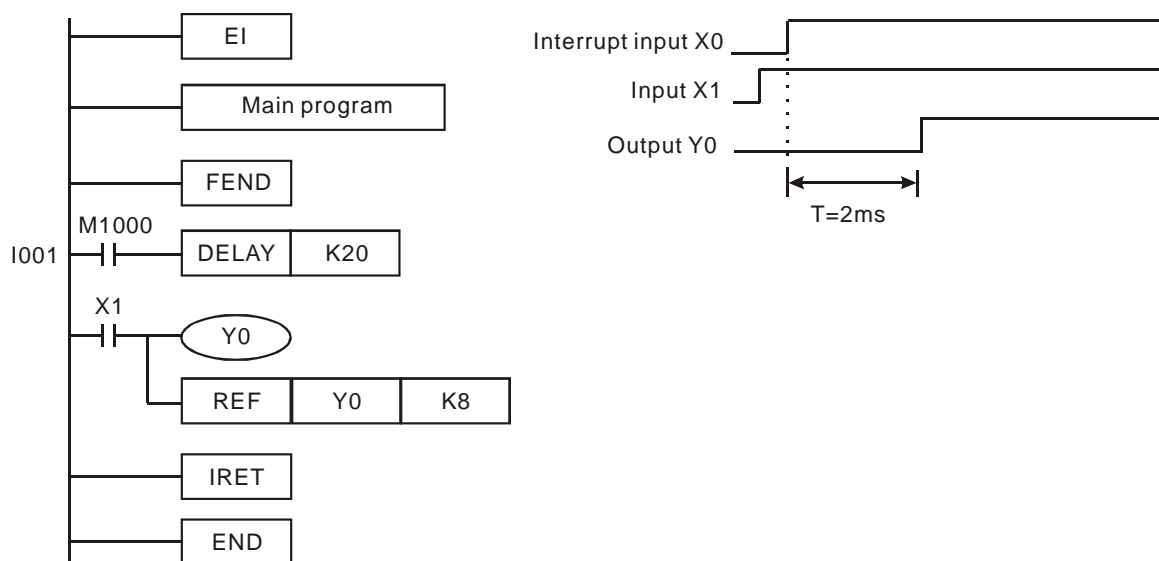 EI
Main program
FEND
M1000
I001
DELAY K20
X1
Y0
REF Y0 K8
IRET
END
Interrupt input X0
Input X1
Output Y0
T=2ms